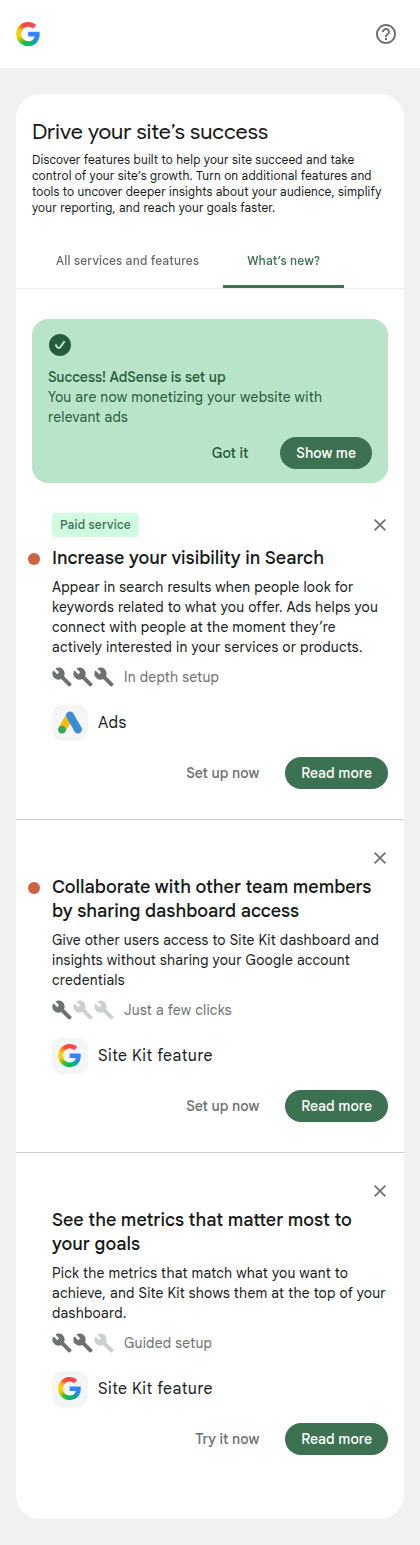 Drive your site's success
Discover features built to help your site succeed and take
control of your site's growth. Turn on additional features and
tools to uncover deeper insights about your audience, simplify
your reporting, and reach your goals faster.
All services and features
What's new?
Success! AdSense is set up
You are now monetizing your website with
relevant ads
Got it
Show me
Paid service
Increase your visibility in Search
Appear in search results when people look for
keywords related to what you offer. Ads helps you
connect with people at the moment they're
actively interested in your services or products.
In depth setup
Ads
Set up now
Read more
Collaborate with other team members
by sharing dashboard access
Give other users access to Site Kit dashboard and
insights without sharing your Google account
credentials
Just a few clicks
Site Kit feature
Set up now
Read more
See the metrics that matter most to
your goals
Pick the metrics that match what you want to
achieve, and Site Kit shows them at the top of your
dashboard.
Guided setup
Site Kit feature
Try it now
Read more